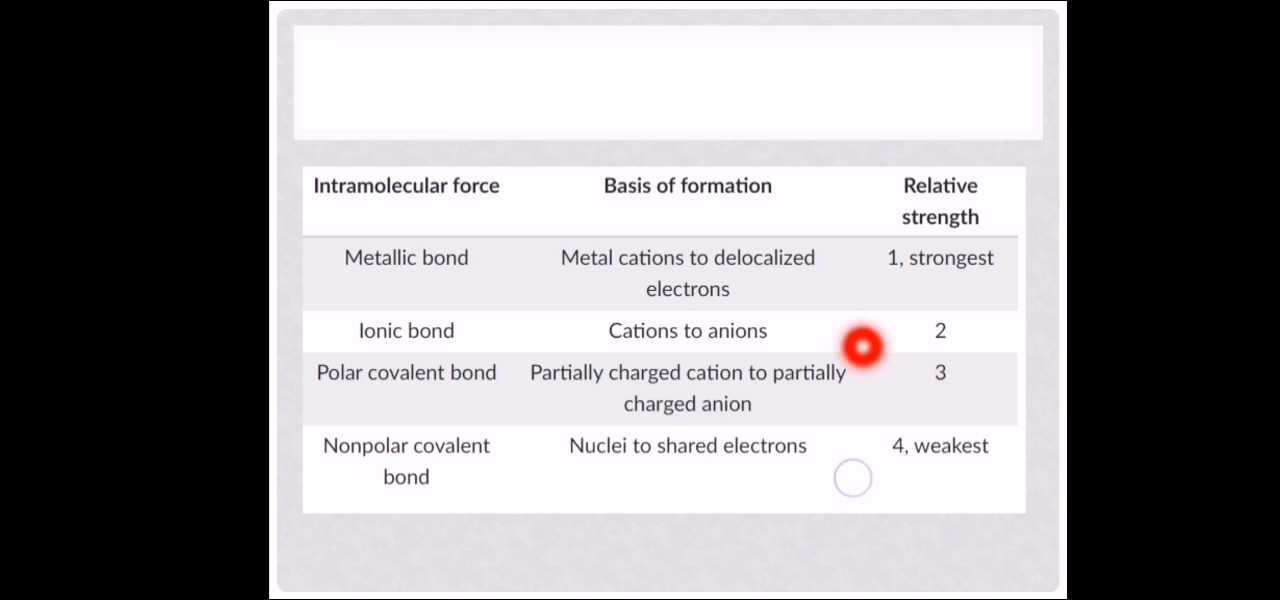 Intramolecular force Basis of formation Relative
strength
Metallic bond Metal cations to delocalized 1, strongest
electrons
Ionic bond Cations to anions 2
Polar covalent bond Partially charged cation to partially 3
charged anion
Nonpolar covalent Nuclei to shared electrons 4, weakest
bond